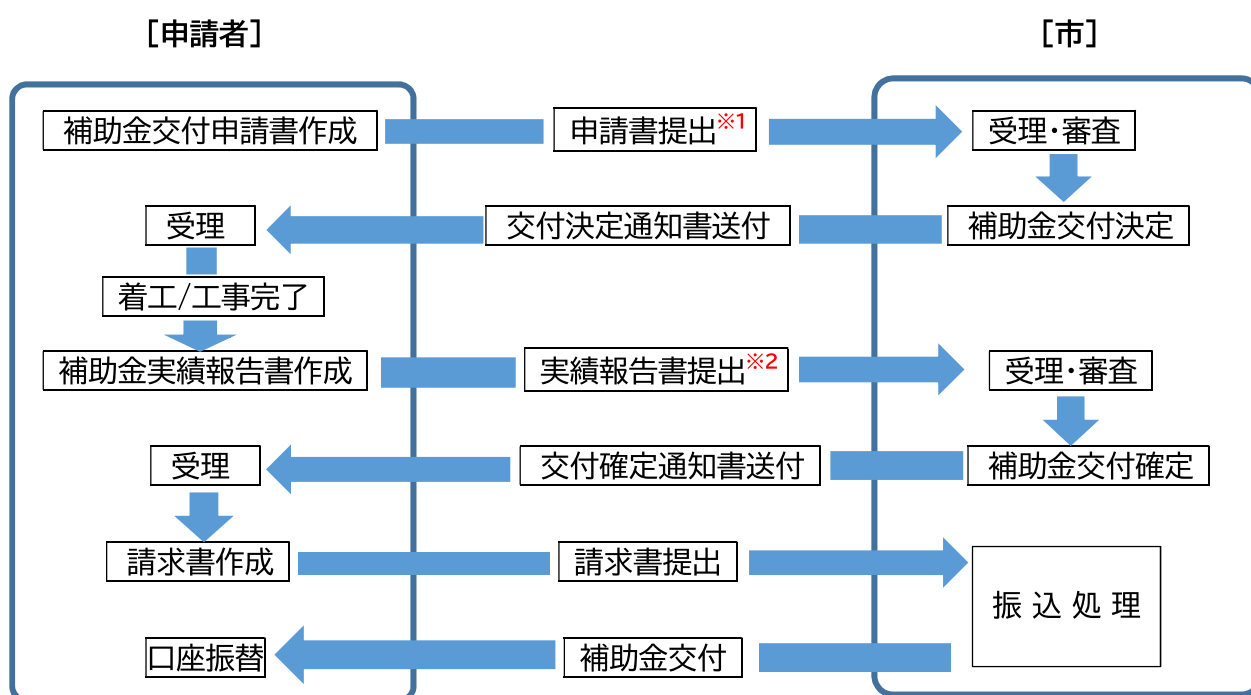 [申請者]
[市]
補助金交付申請書作成
申請書提出※1
受理・審査
受理
交付決定通知書送付
補助金交付決定
着工/工事完了
補助金実績報告書作成
実績報告書提出※2
受理・審査
受理
交付確定通知書送付
補助金交付確定
請求書作成
請求書提出
振込処理
口座振替
補助金交付